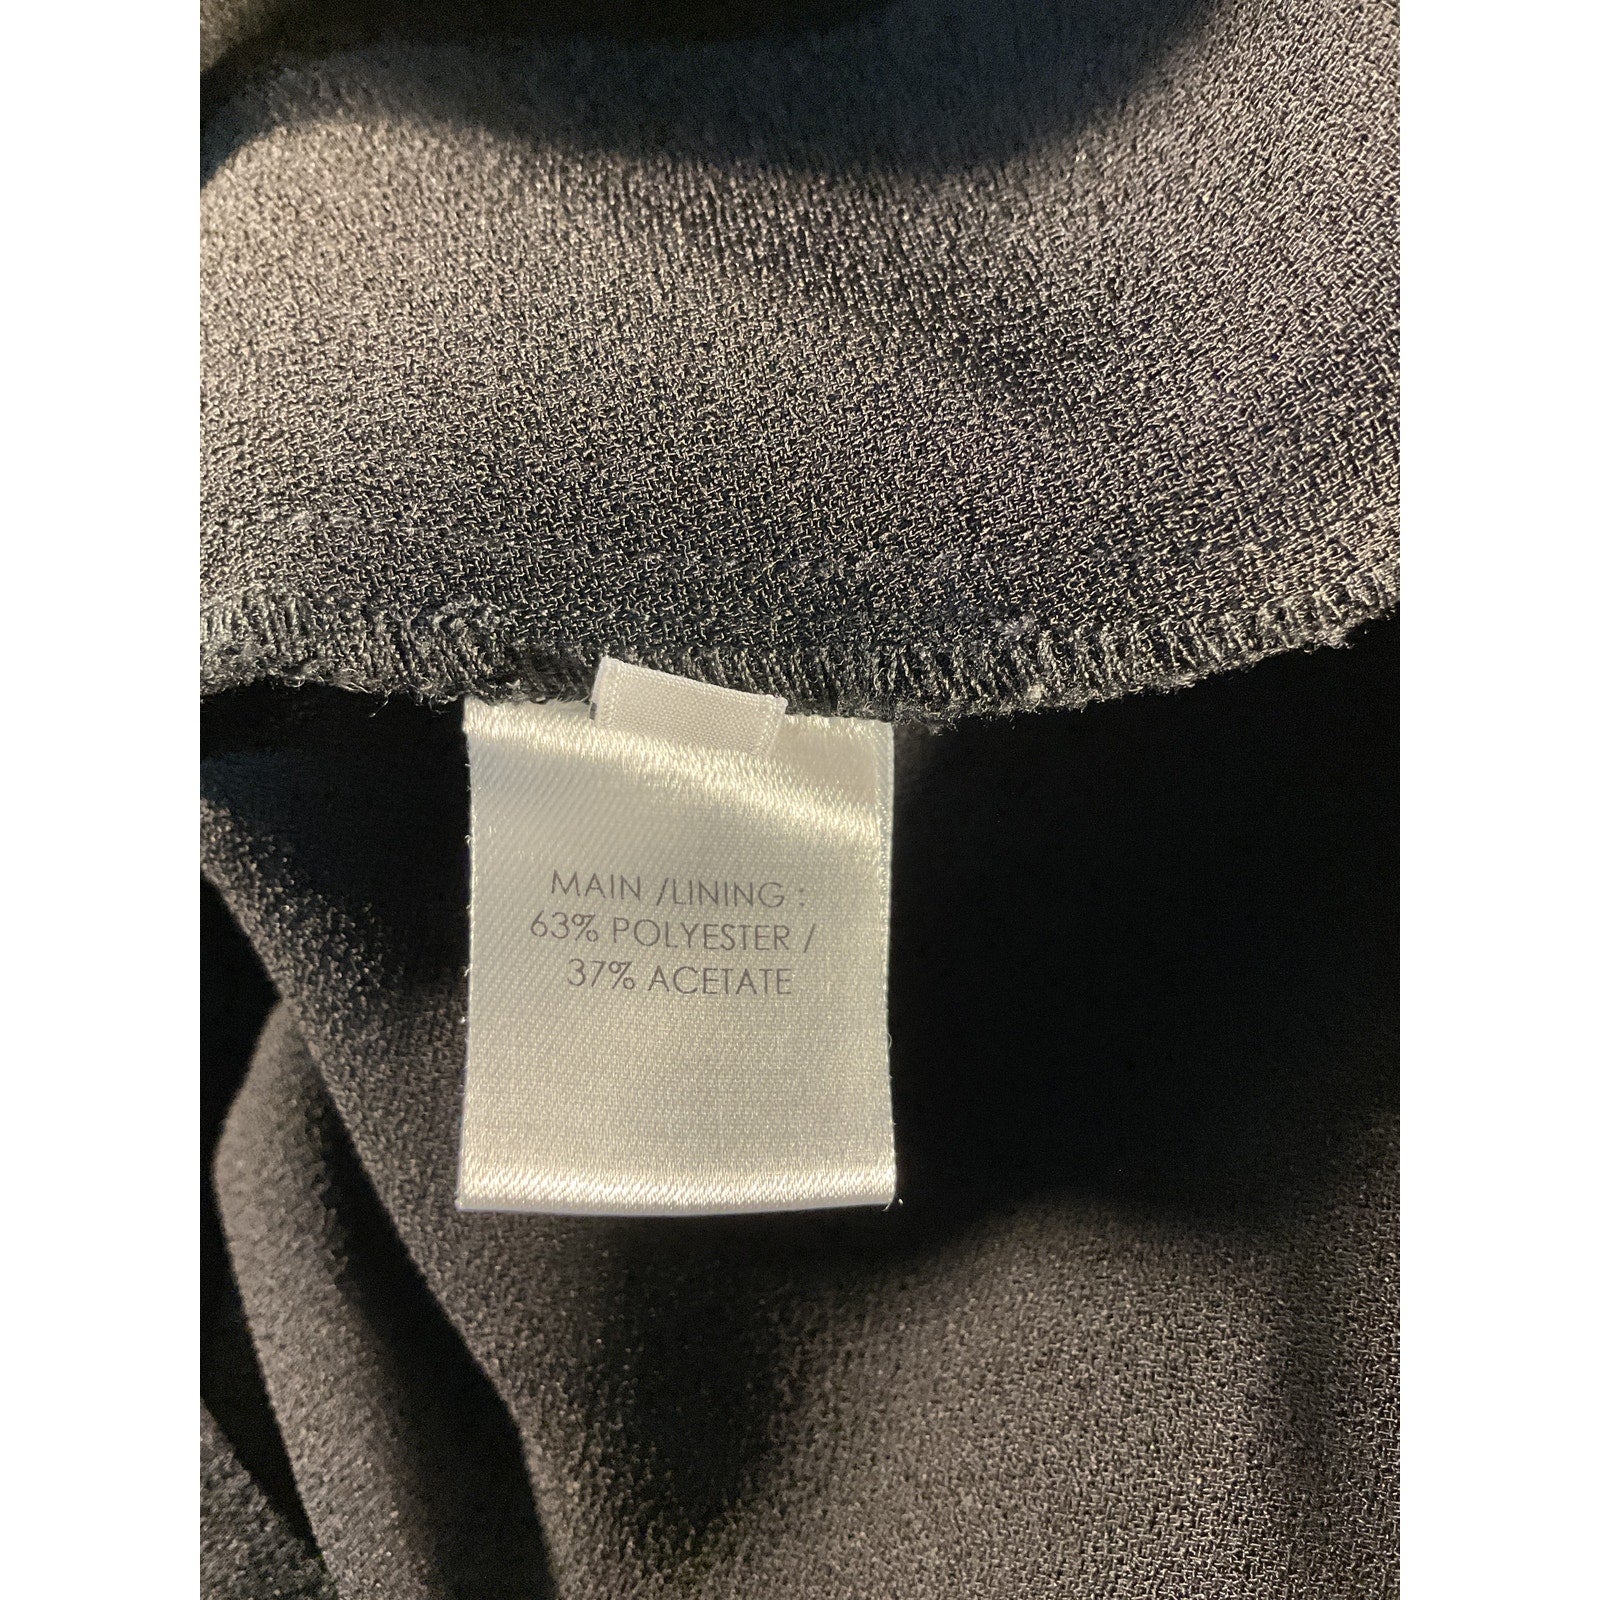 MAIN /LINING :
63% POLYESTER /
37% ACETATE